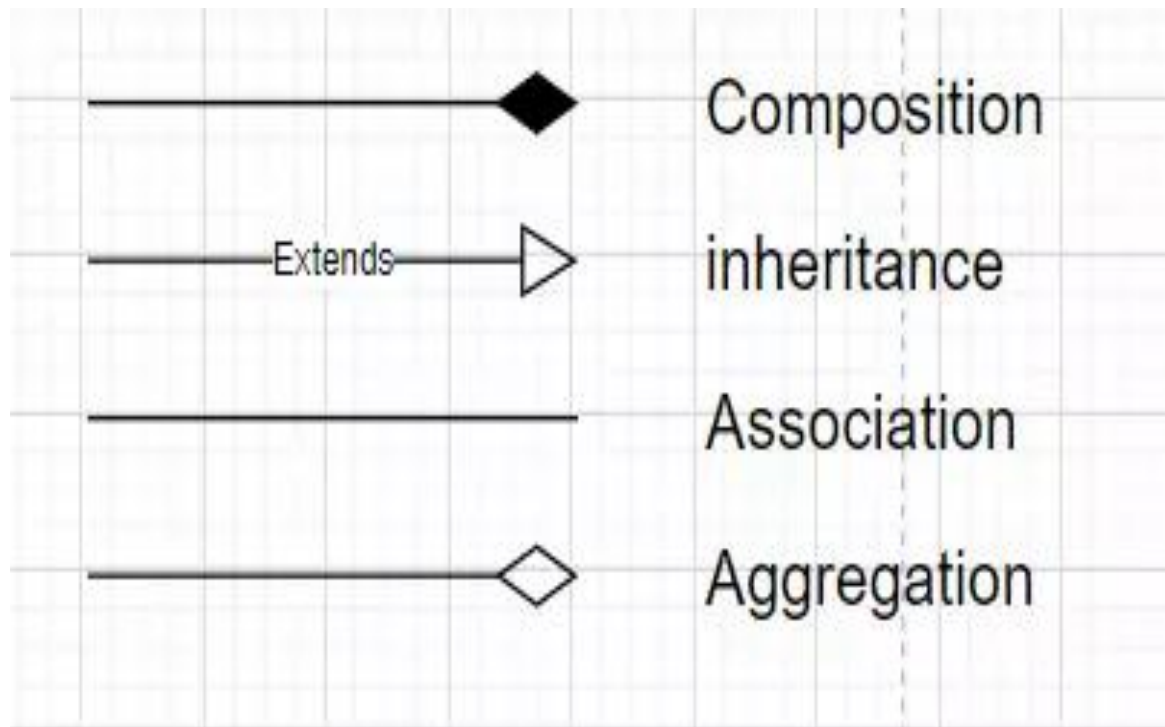 Composition
Extends
inheritance
Association
Aggregation